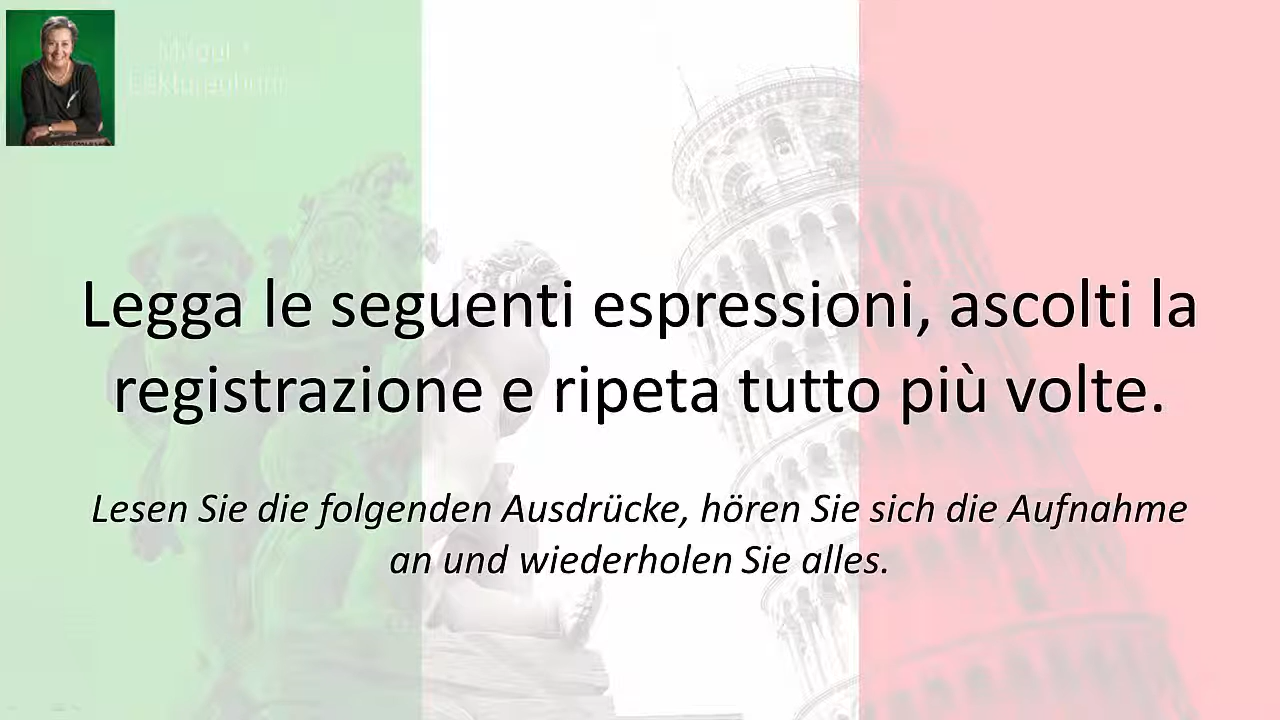 Legga le seguenti espressioni, ascolti la
registrazione e ripeta tutto più volte.
Lesen Sie die folgenden Ausdrücke, hören Sie sich die Aufnahme
an und wiederholen Sie alles.